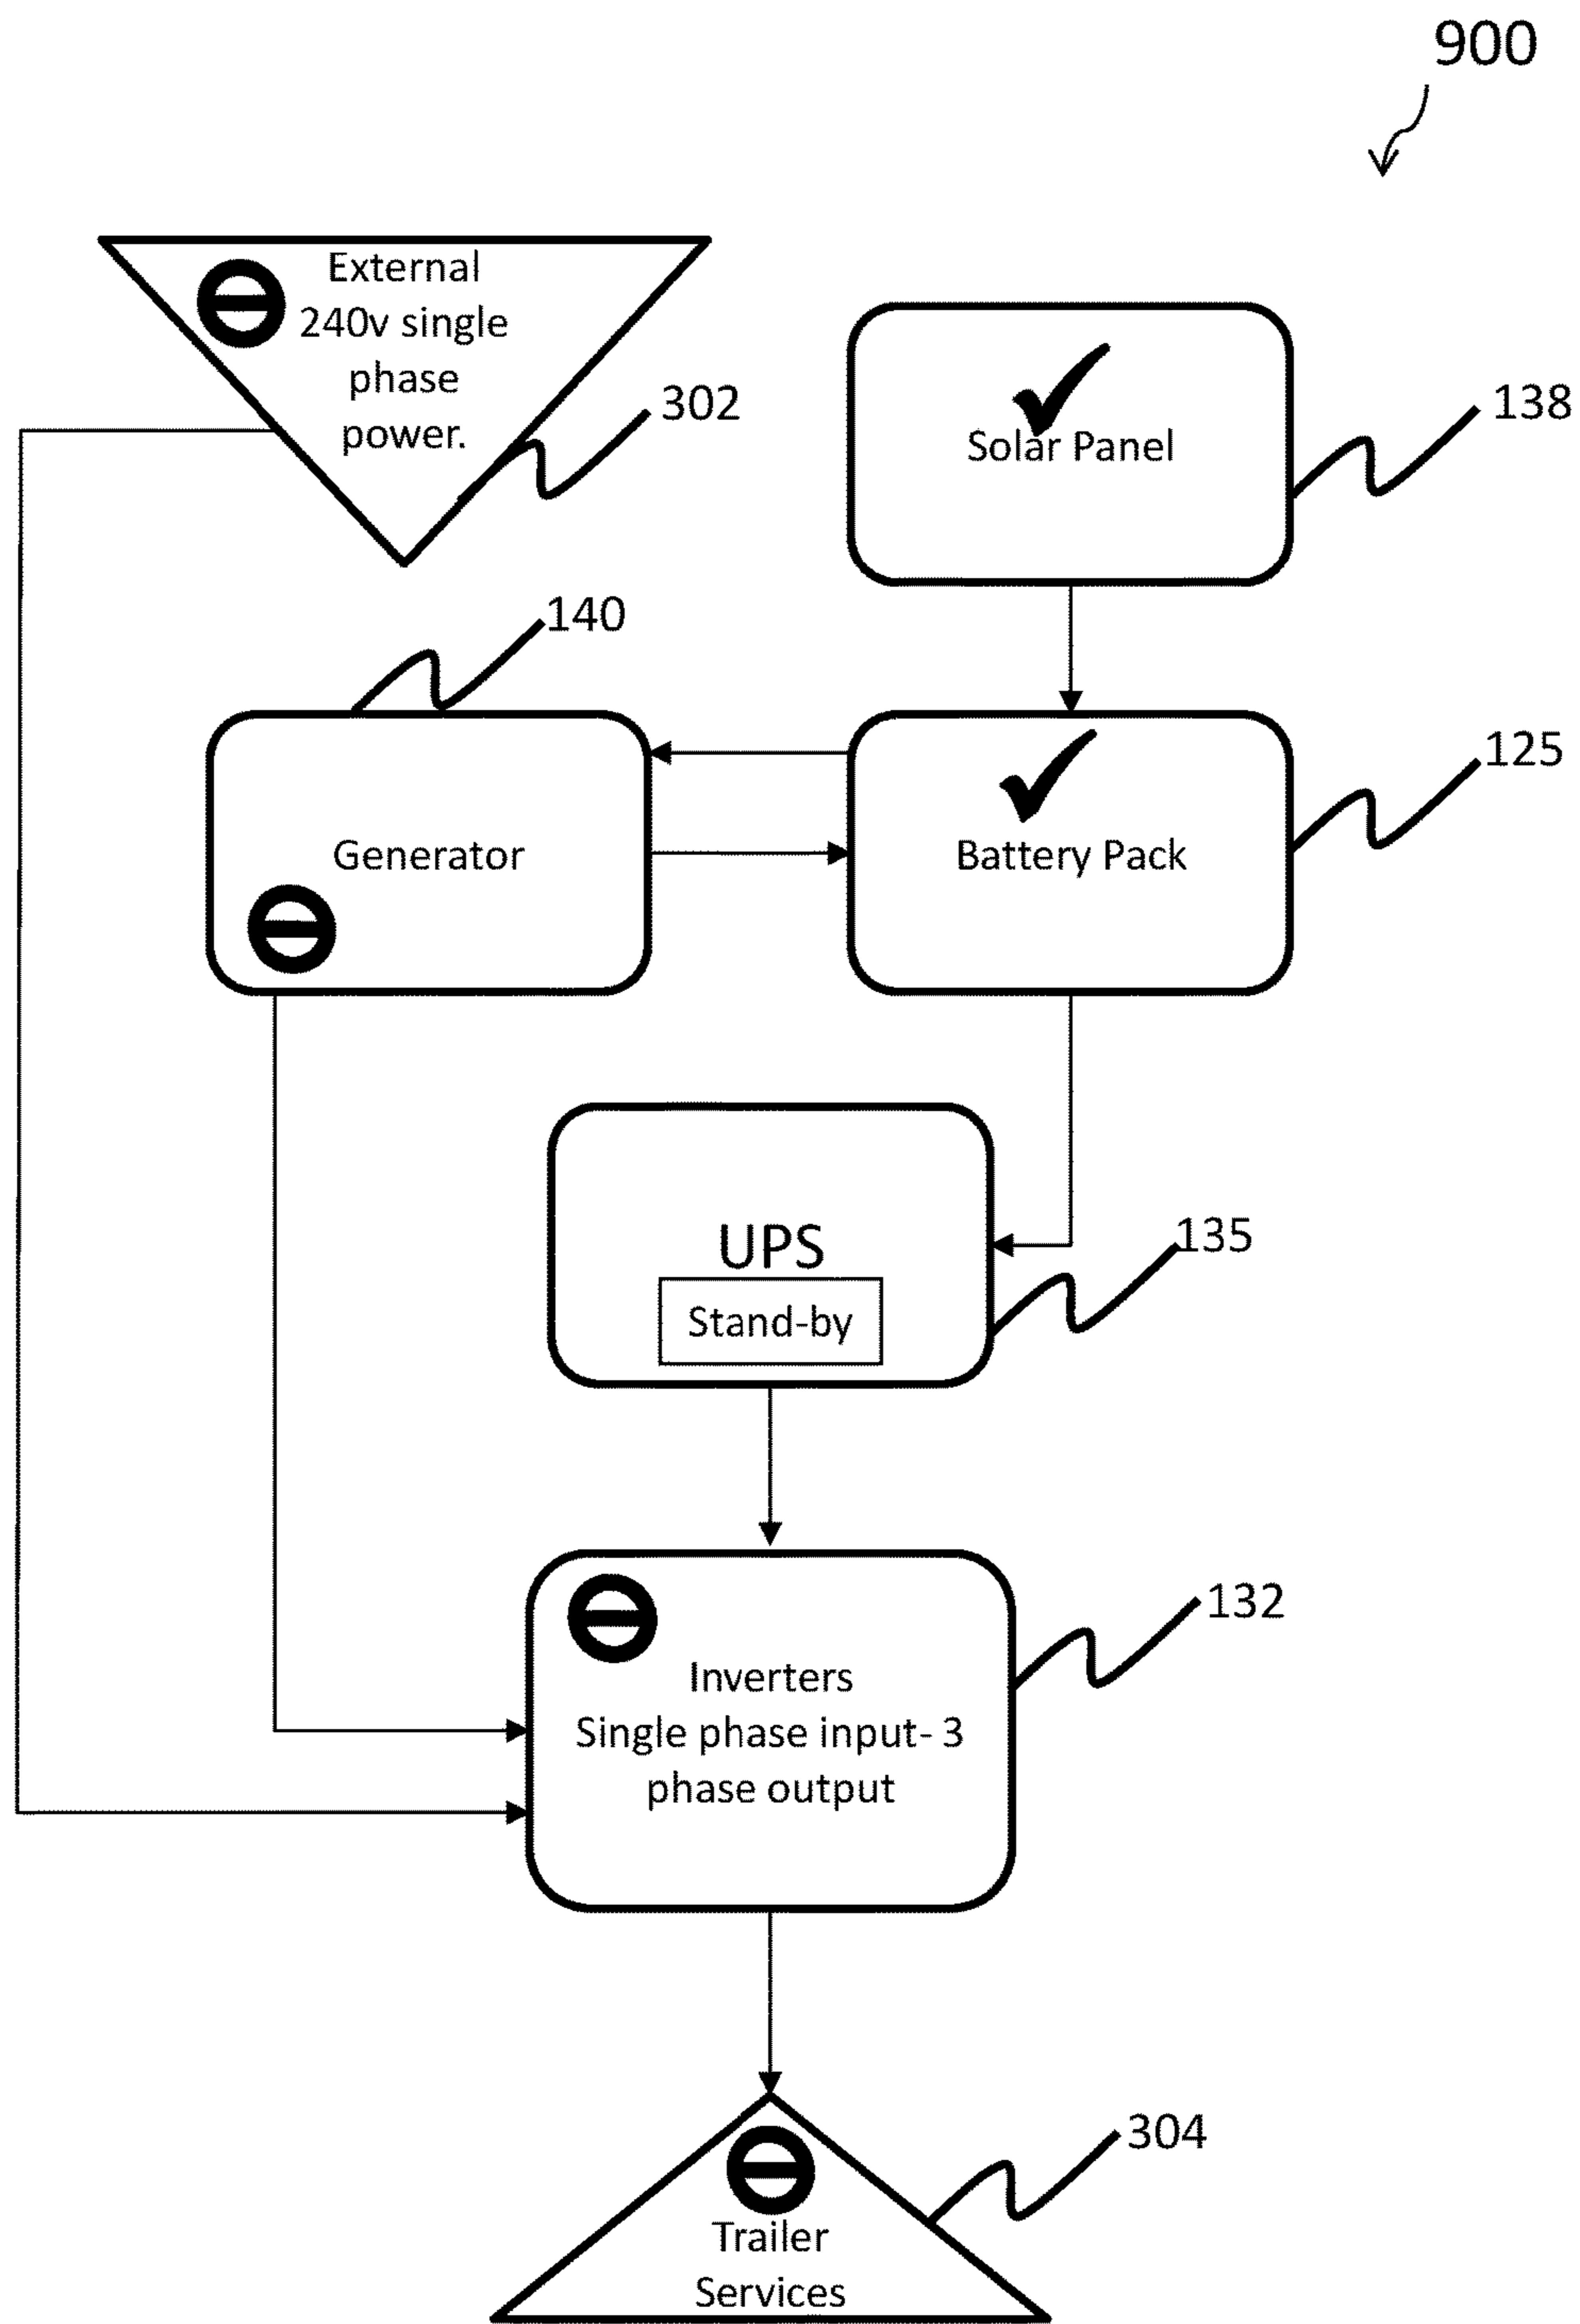 900
External
240v single
phase
power.
302
Solar Panel
138
140
Generator
Battery Pack
125
UPS
Stand-by
135
Inverters
Single phase input- 3
phase output
132
Trailer
Services
304